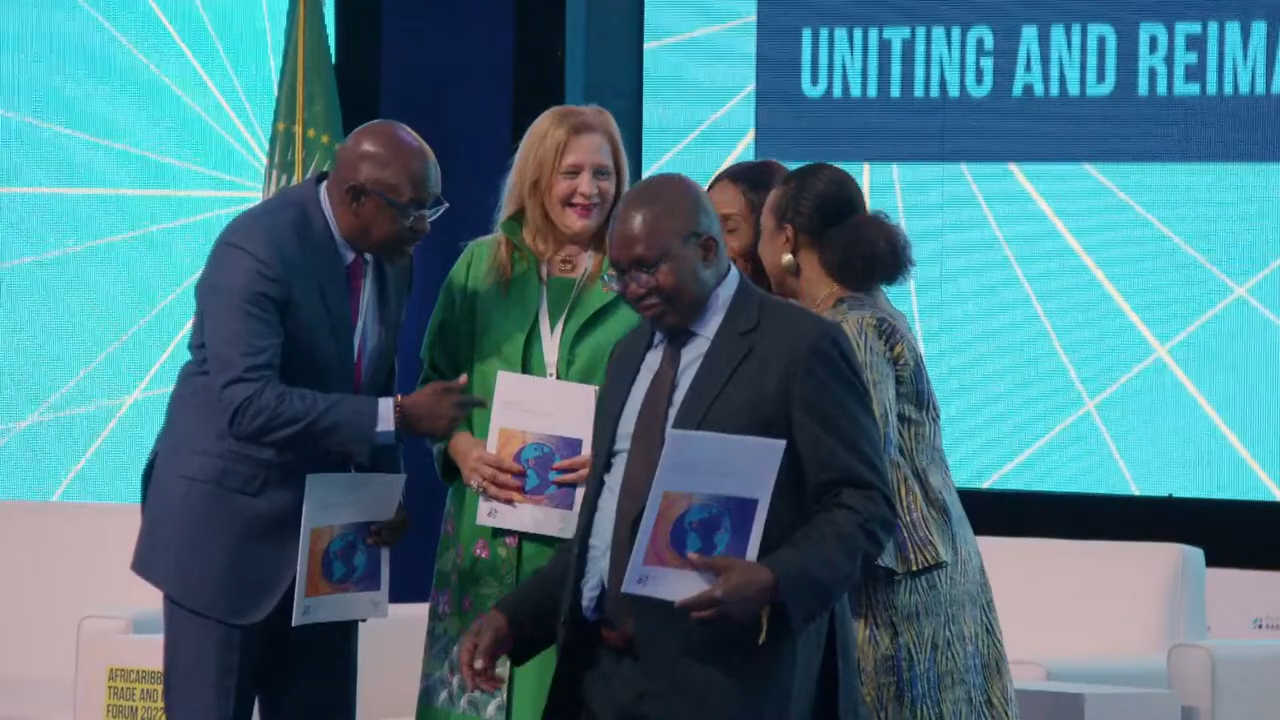 UNITING AND REIMA
AFRICARIBB
TRADE AND I
FORUM 2022